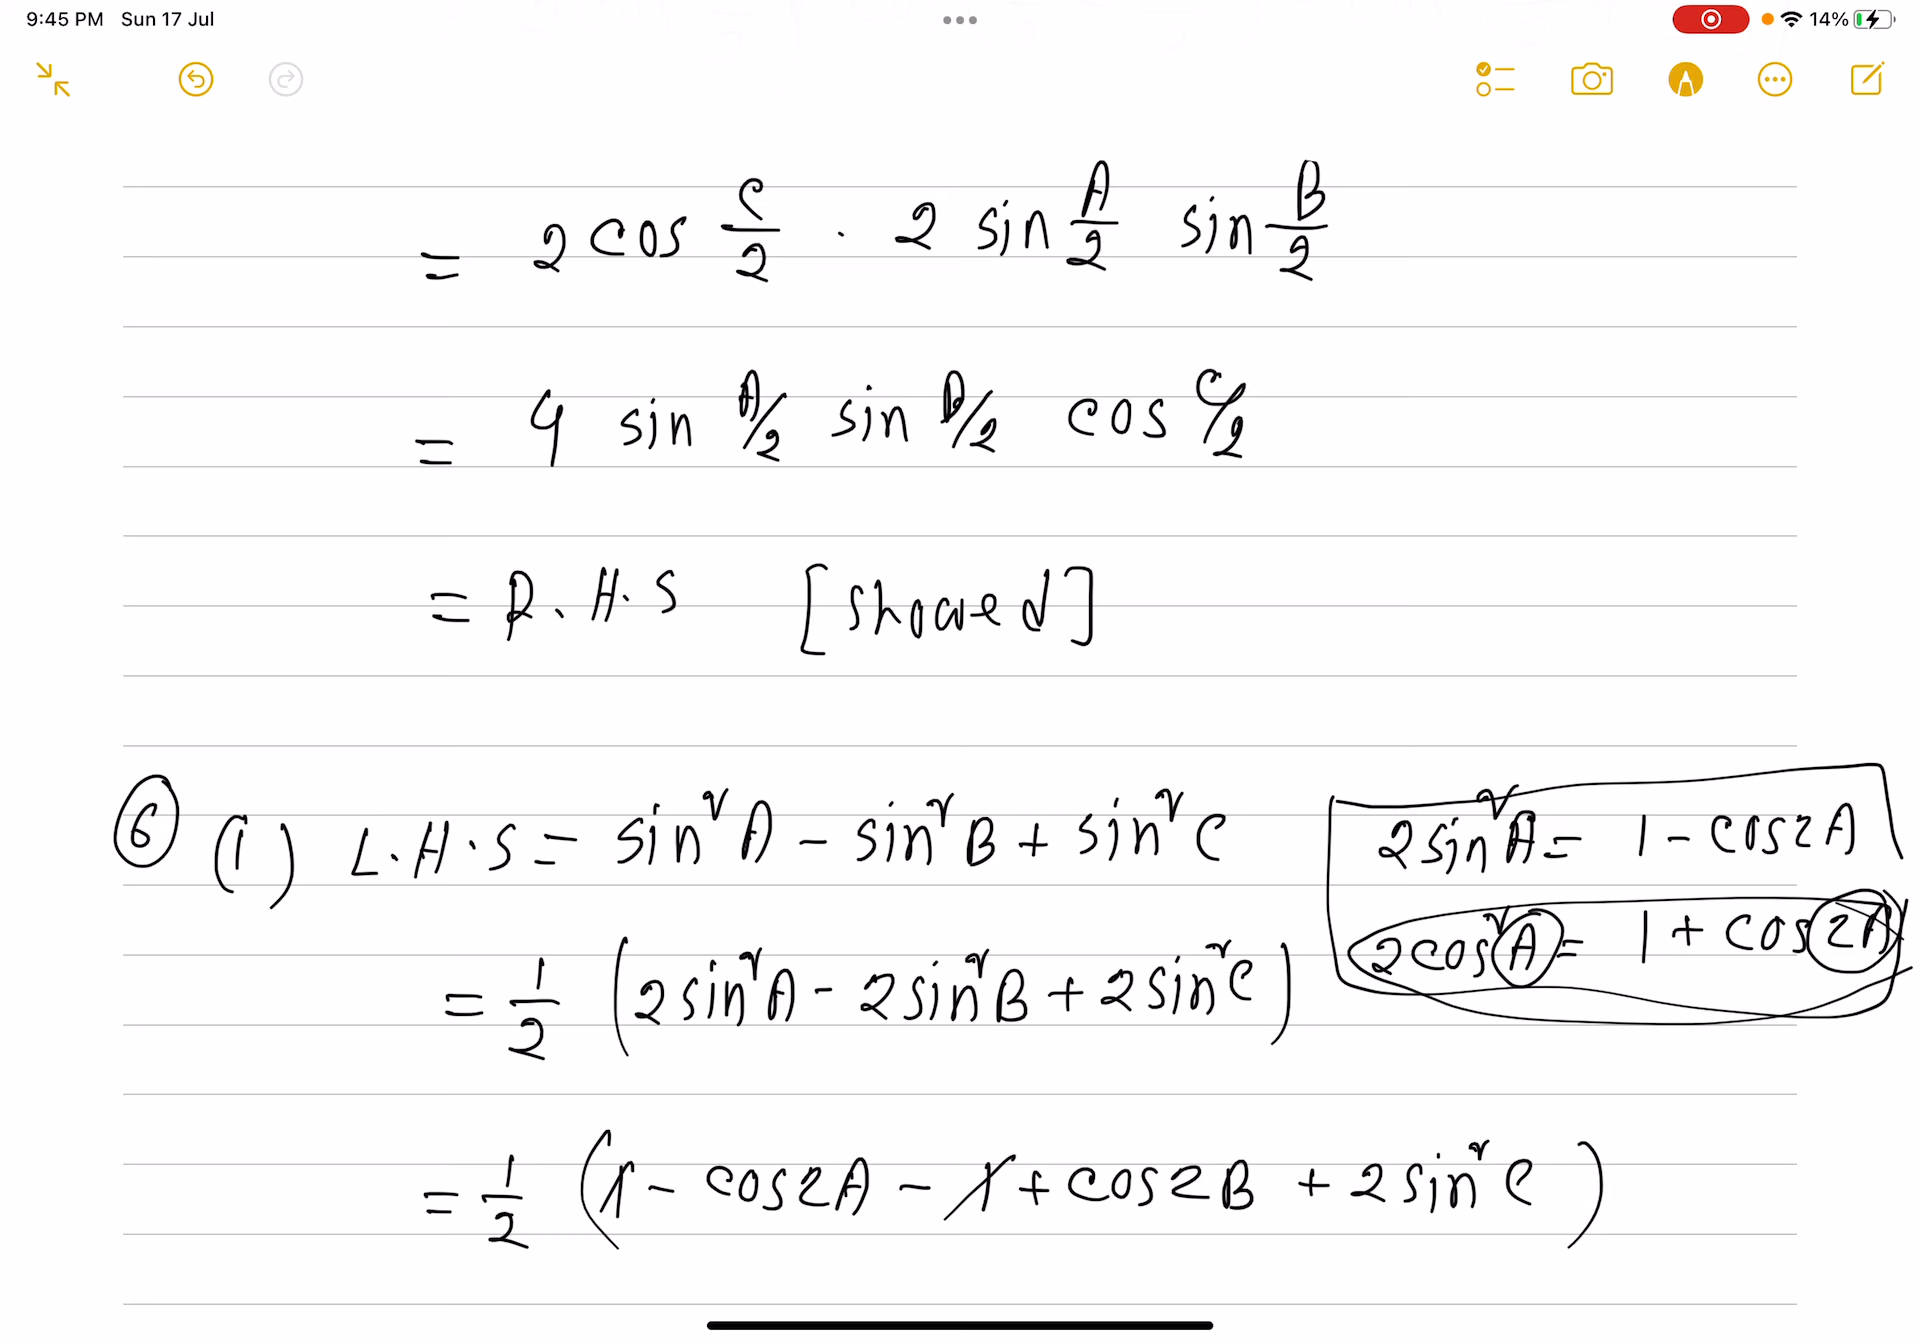 9:45 PM Sun 17 Jul 14%
= 2 cos C/2 . 2 sin A/2 sin B/2
= 4 sin A/2 sin B/2 cos C/2
= R.H.S [showed]
6 (i) L.H.S = sin²A - sin²B + sin²C
2sin²A = 1 - cos2A
2cos²A = 1 + cos2A
= 1/2 (2sin²A - 2sin²B + 2sin²C)
= 1/2 (1 - cos2A - 1 + cos2B + 2sin²C)